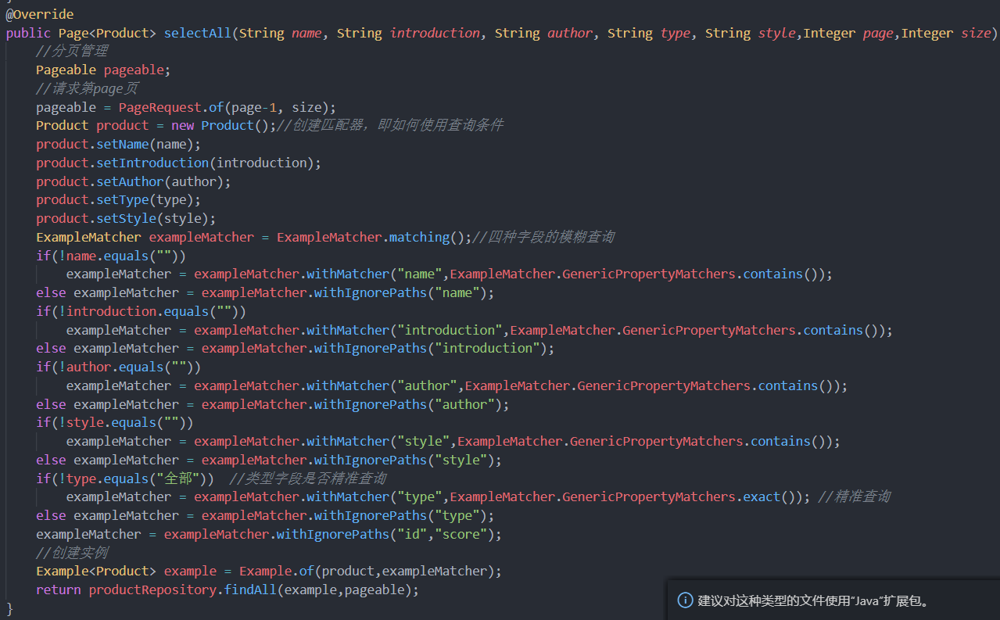 @Override
public Page<Product> selectAll(String name, String introduction, String author, String type, String style,Integer page,Integer size)
//分页管理
Pageable pageable;
//请求第page页
pageable = PageRequest.of(page-1, size);
Product product = new Product();//创建匹配器，即如何使用查询条件
product.setName(name);
product.setIntroduction(introduction);
product.setAuthor(author);
product.setType(type);
product.setStyle(style);
ExampleMatcher exampleMatcher = ExampleMatcher.matching();//四种字段的模糊查询
if(!name.equals(""))
exampleMatcher = exampleMatcher.withMatcher("name",ExampleMatcher.GenericPropertyMatchers.contains());
else exampleMatcher = exampleMatcher.withIgnorePaths("name");
if(!introduction.equals(""))
exampleMatcher = exampleMatcher.withMatcher("introduction",ExampleMatcher.GenericPropertyMatchers.contains());
else exampleMatcher = exampleMatcher.withIgnorePaths("introduction");
if(!author.equals(""))
exampleMatcher = exampleMatcher.withMatcher("author",ExampleMatcher.GenericPropertyMatchers.contains());
else exampleMatcher = exampleMatcher.withIgnorePaths("author");
if(!style.equals(""))
exampleMatcher = exampleMatcher.withMatcher("style",ExampleMatcher.GenericPropertyMatchers.contains());
else exampleMatcher = exampleMatcher.withIgnorePaths("style");
if(!type.equals("全部")) //类型字段是否精准查询
exampleMatcher = exampleMatcher.withMatcher("type",ExampleMatcher.GenericPropertyMatchers.exact()); //精准查询
else exampleMatcher = exampleMatcher.withIgnorePaths("type");
exampleMatcher = exampleMatcher.withIgnorePaths("id","score");
//创建实例
Example<Product> example = Example.of(product,exampleMatcher);
return productRepository.findAll(example,pageable);
}
建议对这种类型的文件使用"Java"扩展包。